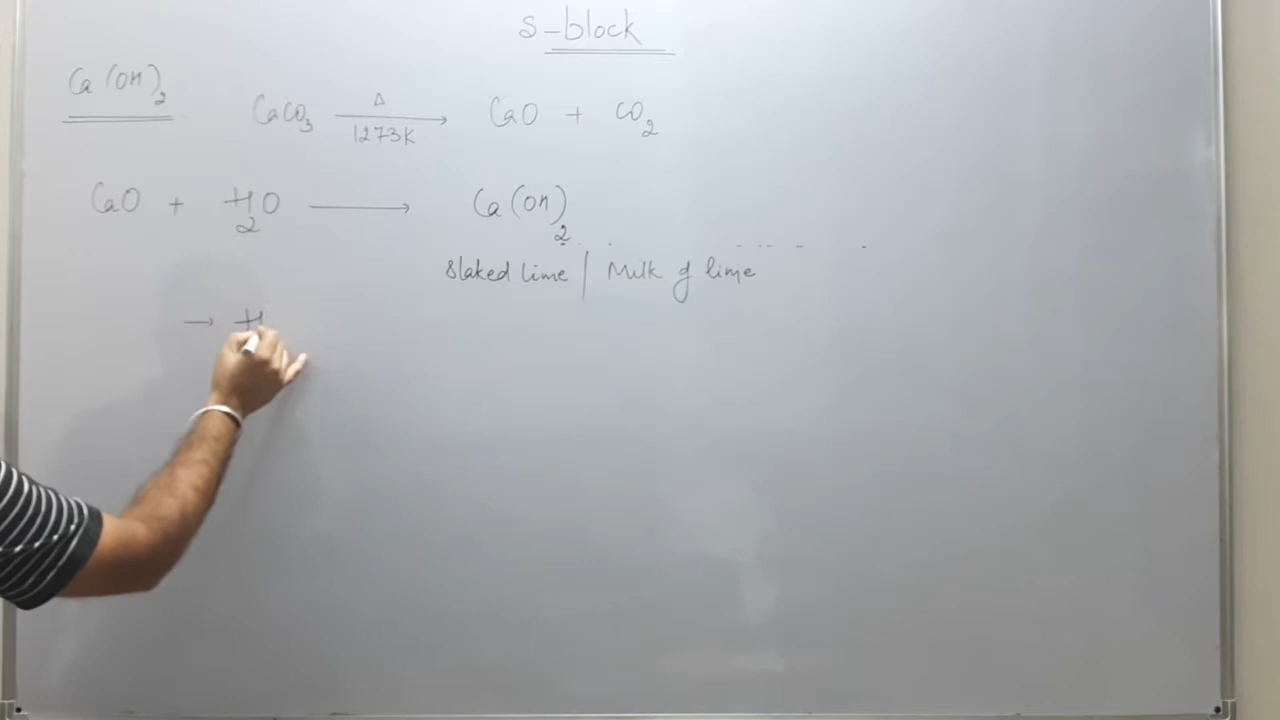 s-block
Ca(OH)2
CaCO3 Δ 1273K → CaO + CO2
CaO + H2O → Ca(OH)2
Slaked lime / Milk of lime
→ H